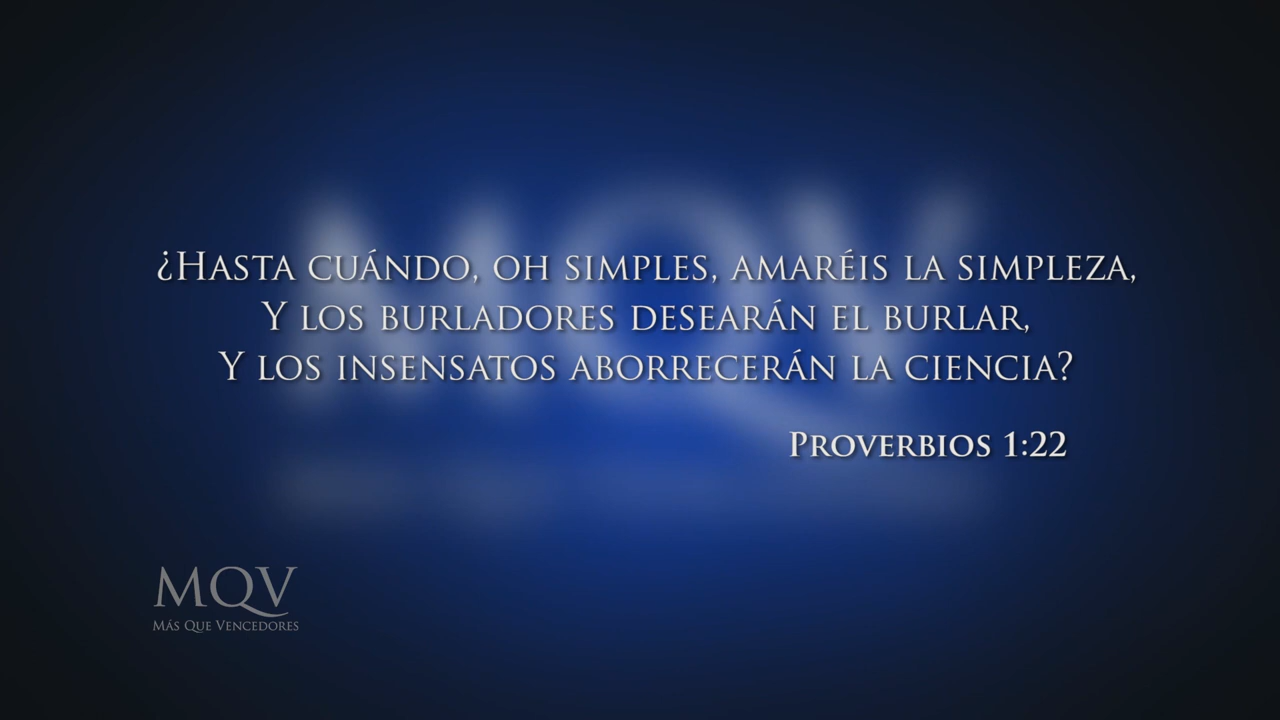 ¿Hasta cuándo, oh simples, amaréis la simpleza,
Y los burladores desearán el burlar,
Y los insensatos aborrecerán la ciencia?
Proverbios 1:22
MQV
Más Que Vencedores